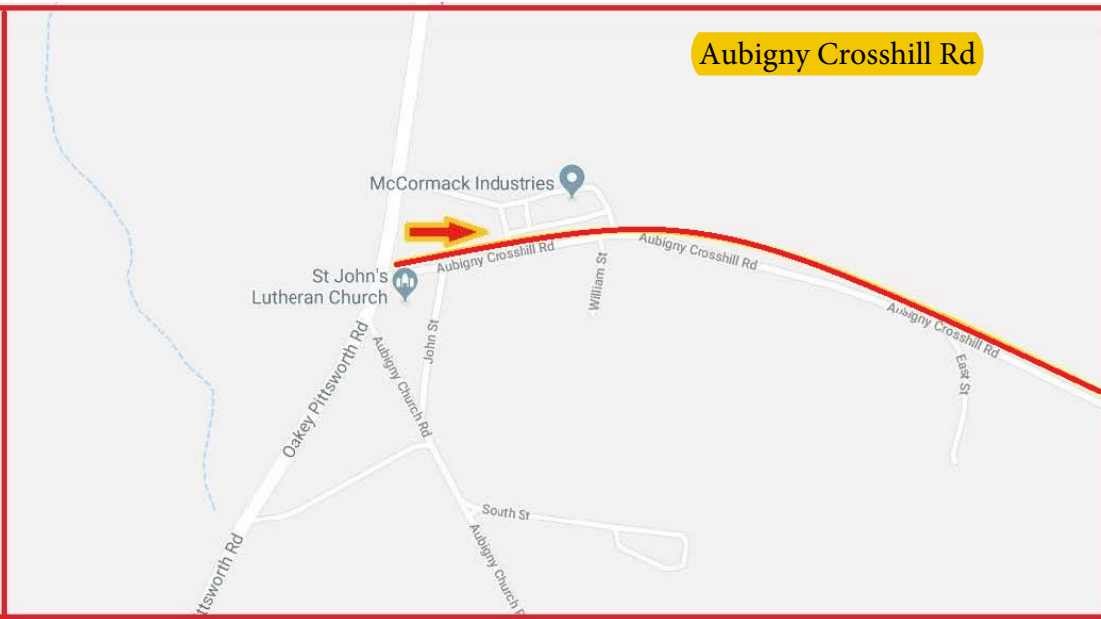 Aubigny Crosshill Rd
McCormack Industries
Aubigny Crosshill Rd
Aubigny Crosshill Rd
St John's
Lutheran Church
William St
Aubigny Crosshill Rd
John St
Oakey Pittsworth Rd
Aubigny Church Rd
East St
South St
ttsworth Rd
Aubigny Church R